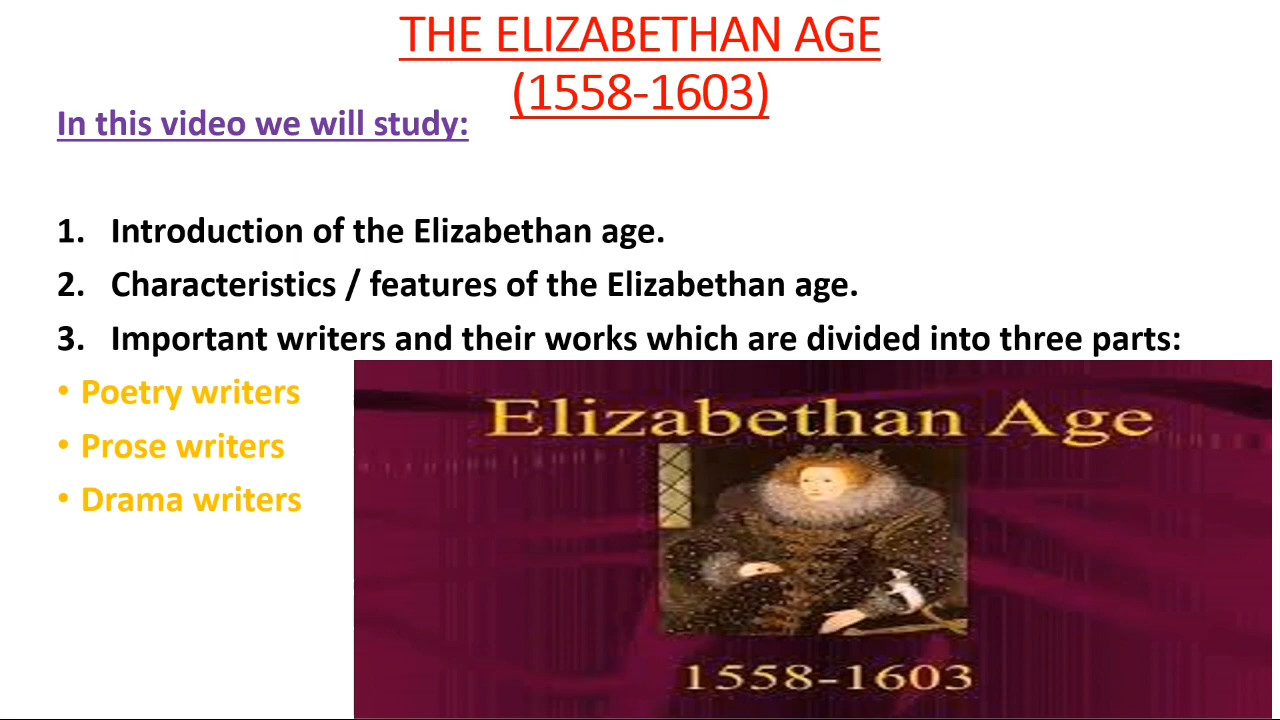 THE ELIZABETHAN AGE
(1558-1603)
In this video we will study:
1. Introduction of the Elizabethan age.
2. Characteristics / features of the Elizabethan age.
3. Important writers and their works which are divided into three parts:
• Poetry writers
• Prose writers
• Drama writers
Elizabethan Age
1558-1603